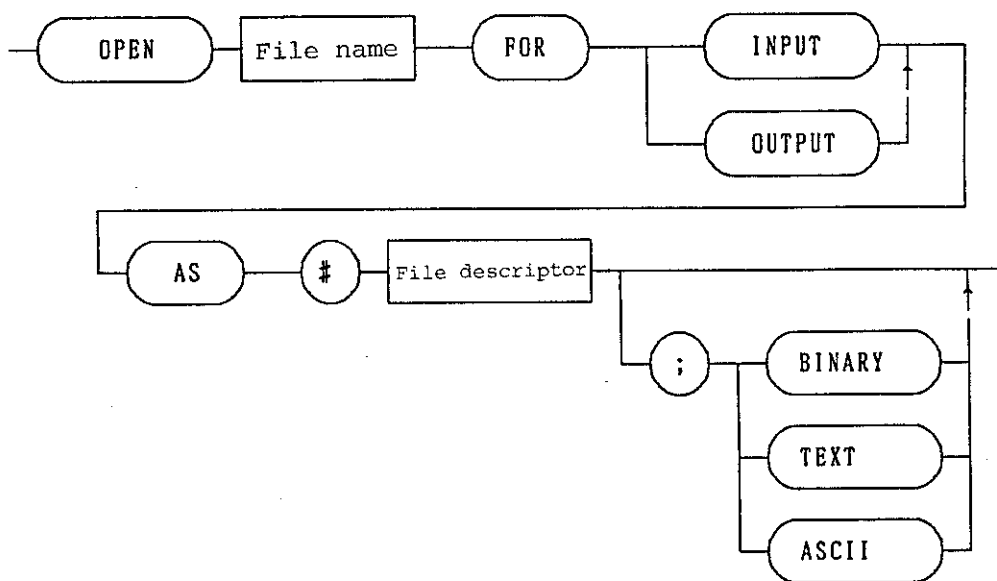 OPEN File name FOR INPUT
OUTPUT
AS # File descriptor
; BINARY
TEXT
ASCII